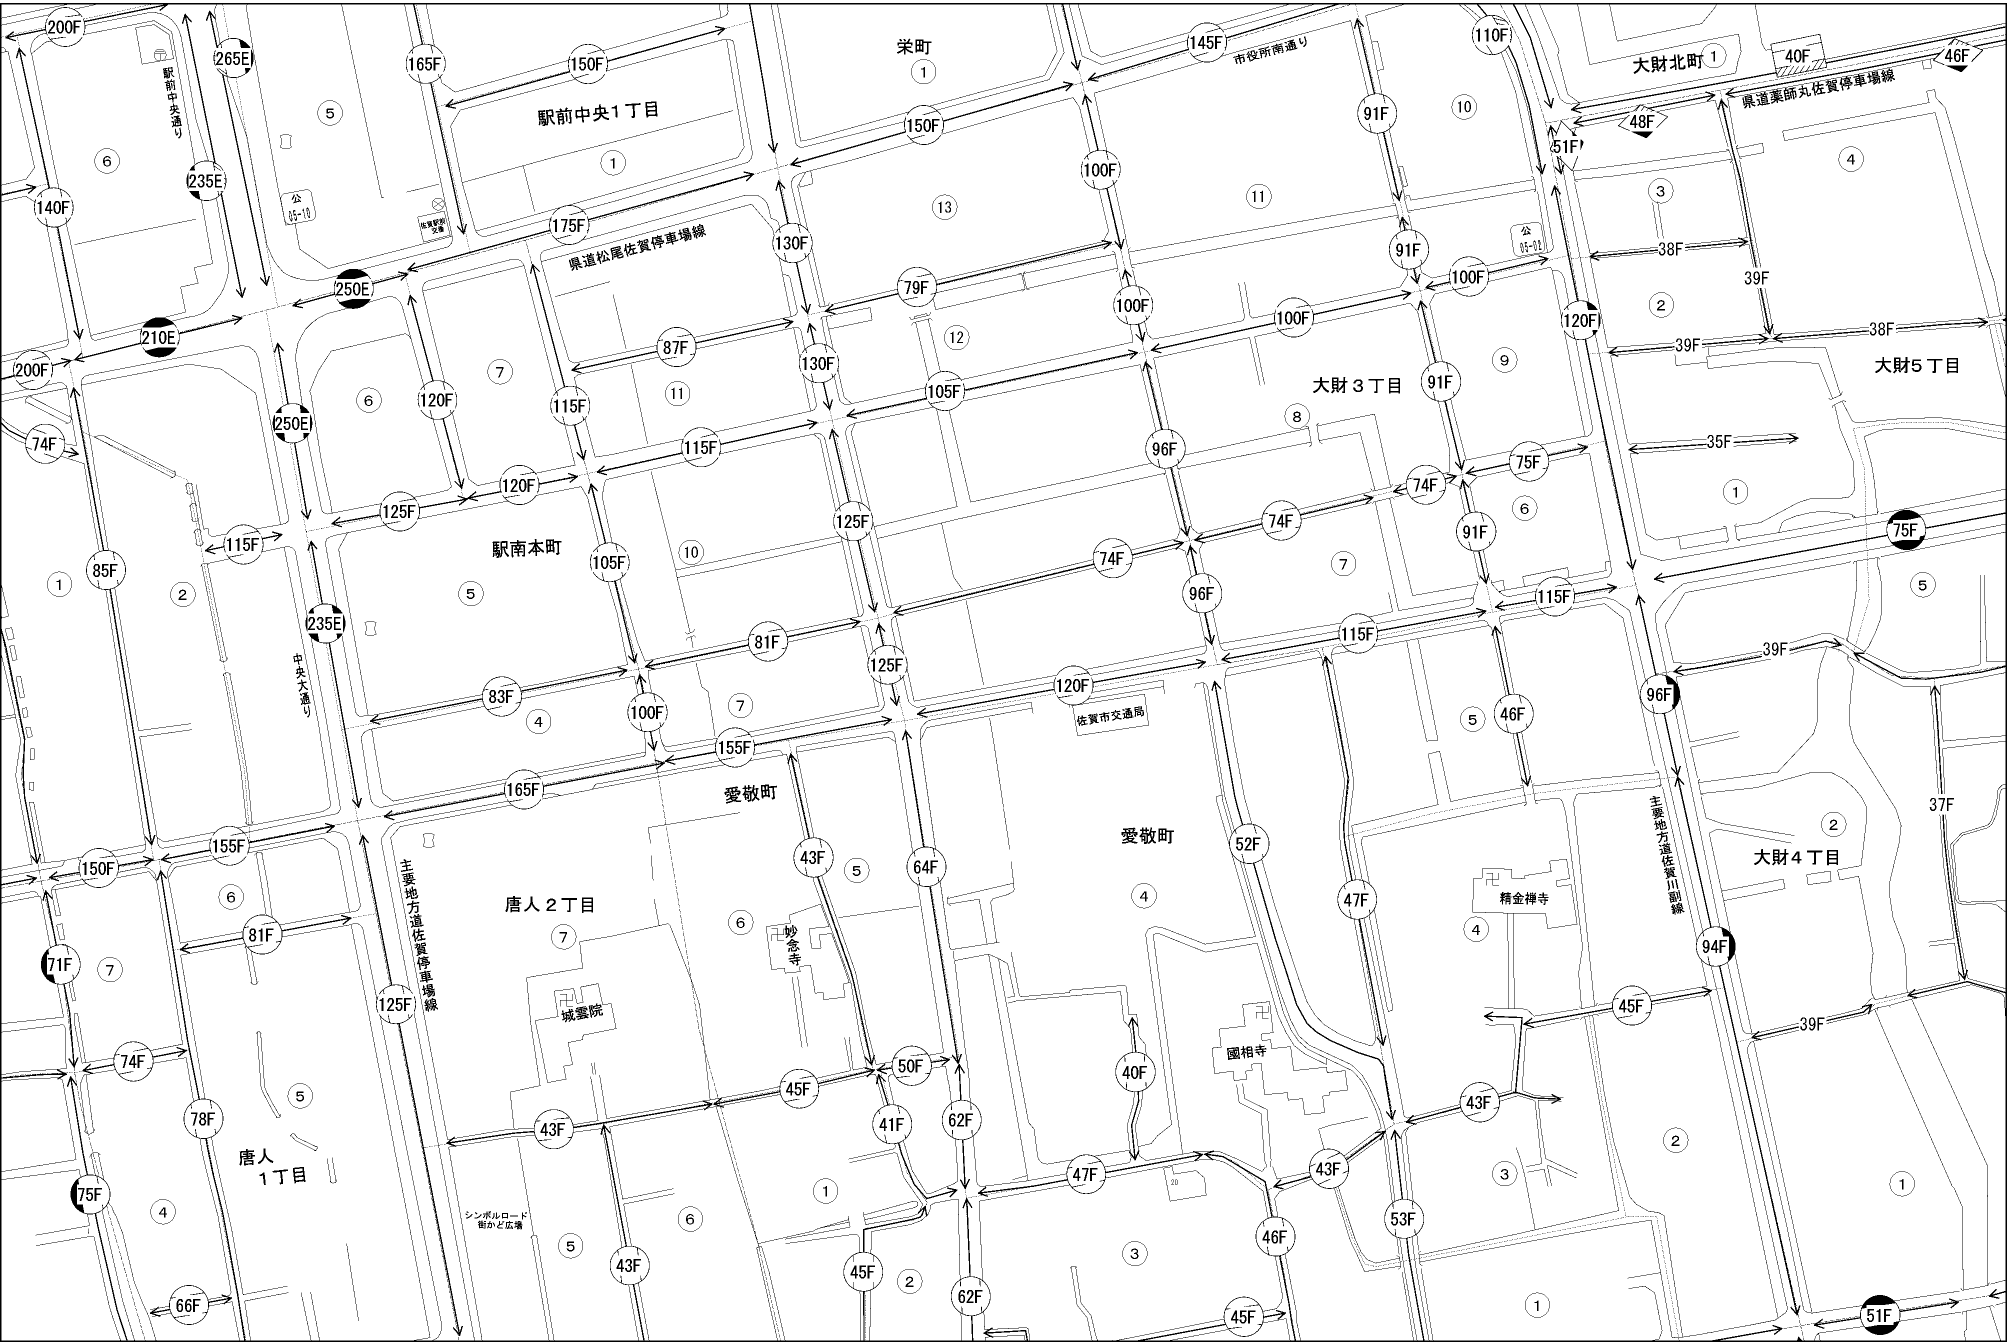 200F
265E
165F
150F
栄町
①
145F
市役所南通り
110F
大財北町
①
40F
46F
県道薬師丸佐賀停車場線
駅前中央通り
⑤
駅前中央1丁目
150F
91F
⑩
48F
51F
⑥
①
100F
④
235E
140F
公
05-10
佐賀駅前
交番
175F
⑬
⑪
③
130F
県道松尾佐賀停車場線
91F
公
05-02
38F
250E
79F
100F
100F
39F
②
210E
100F
120F
87F
⑫
130F
38F
39F
200F
⑦
⑨
大財5丁目
⑥
120F
115F
⑪
105F
大財3丁目
91F
⑧
250E
74F
115F
96F
35F
120F
75F
74F
①
125F
125F
74F
⑥
75F
115F
駅南本町
⑩
91F
①
85F
②
105F
74F
⑦
⑤
⑤
96F
115F
235E
115F
81F
39F
中央大通り
125F
83F
120F
96F
④
100F
⑦
佐賀市交通局
⑤
46F
155F
165F
愛敬町
37F
主要地方道佐賀川副線
②
155F
愛敬町
52F
大財4丁目
150F
43F
⑤
64F
主要地方道佐賀停車場線
⑥
唐人2丁目
④
47F
精金禅寺
81F
⑦
⑥
妙念寺
④
94F
71F
⑦
125F
城雲院
45F
39F
國相寺
74F
50F
40F
⑤
45F
43F
78F
43F
41F
62F
②
唐人
1丁目
47F
43F
③
20
①
①
75F
④
シンボルロード
街かど広場
⑥
53F
⑤
46F
③
43F
45F
②
62F
66F
①
45F
51F